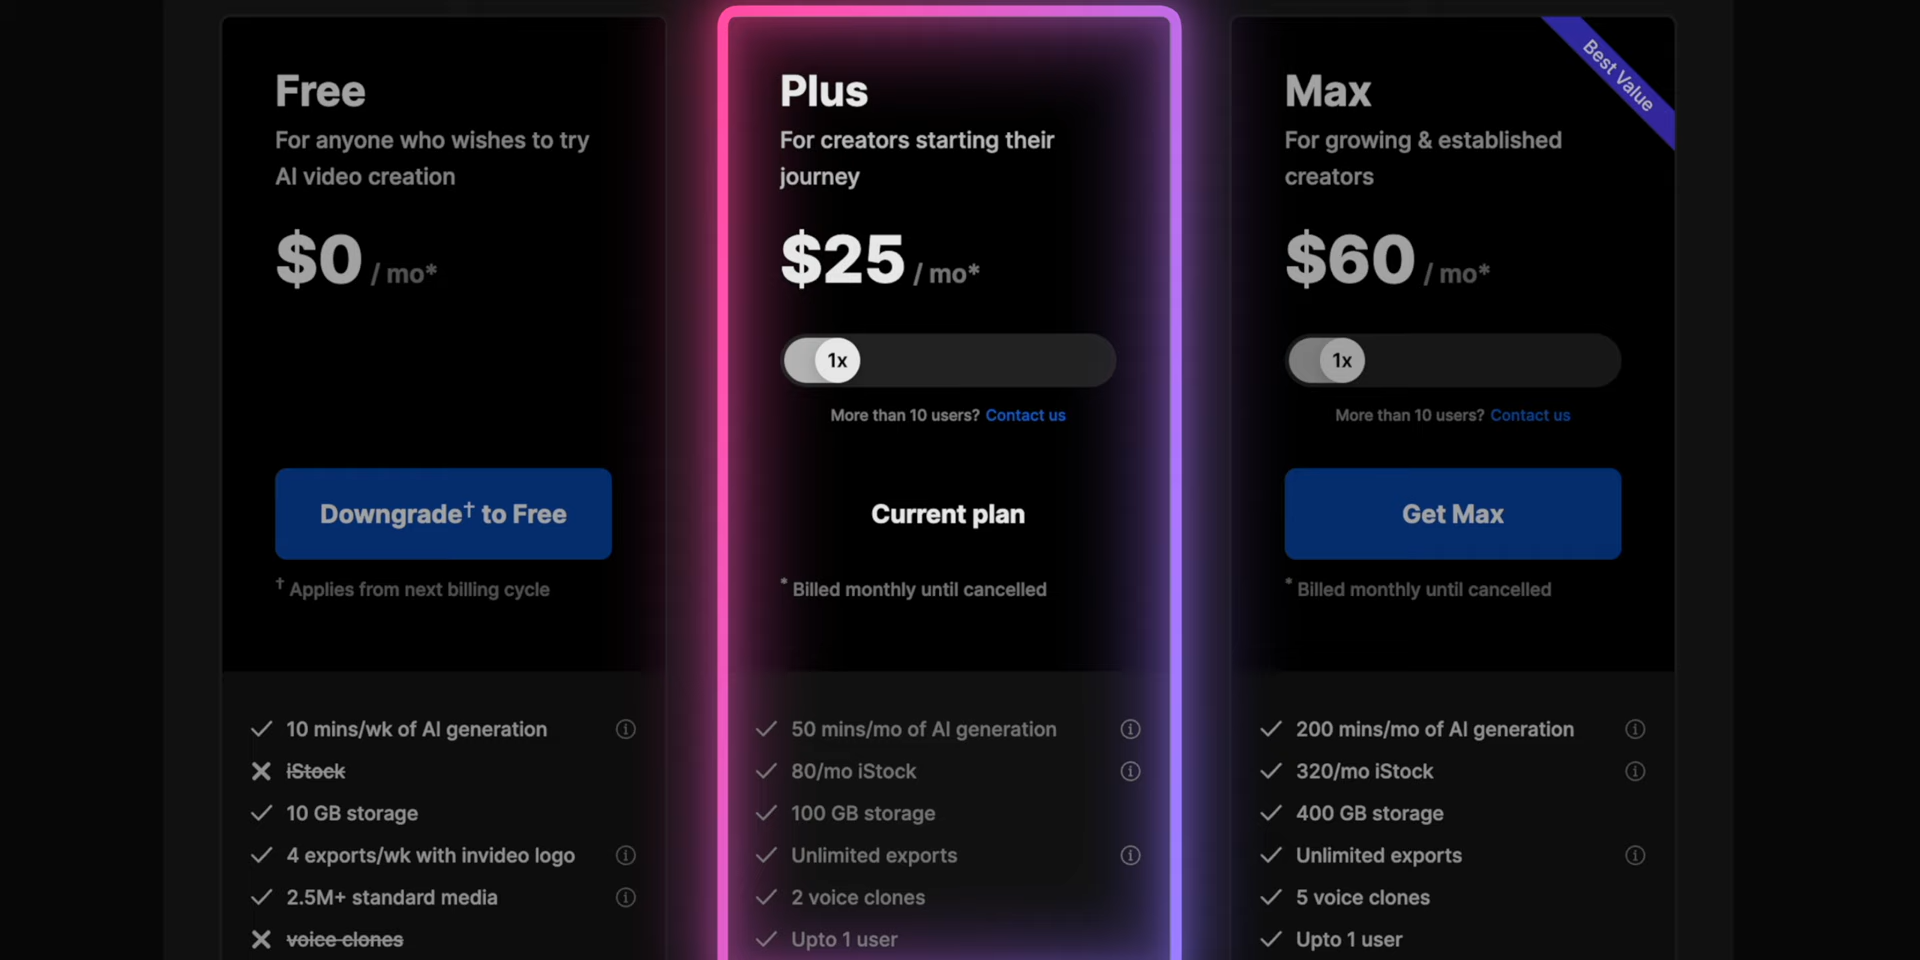 Free
For anyone who wishes to try
AI video creation
$0 / mo*
Downgrade† to Free
† Applies from next billing cycle
10 mins/wk of AI generation
iStock
10 GB storage
4 exports/wk with invideo logo
2.5M+ standard media
voice clones
Plus
For creators starting their
journey
$25 / mo*
1x
More than 10 users? Contact us
Current plan
* Billed monthly until cancelled
50 mins/mo of AI generation
80/mo iStock
100 GB storage
Unlimited exports
2 voice clones
Upto 1 user
Best Value
Max
For growing & established
creators
$60 / mo*
1x
More than 10 users? Contact us
Get Max
* Billed monthly until cancelled
200 mins/mo of AI generation
320/mo iStock
400 GB storage
Unlimited exports
5 voice clones
Upto 1 user